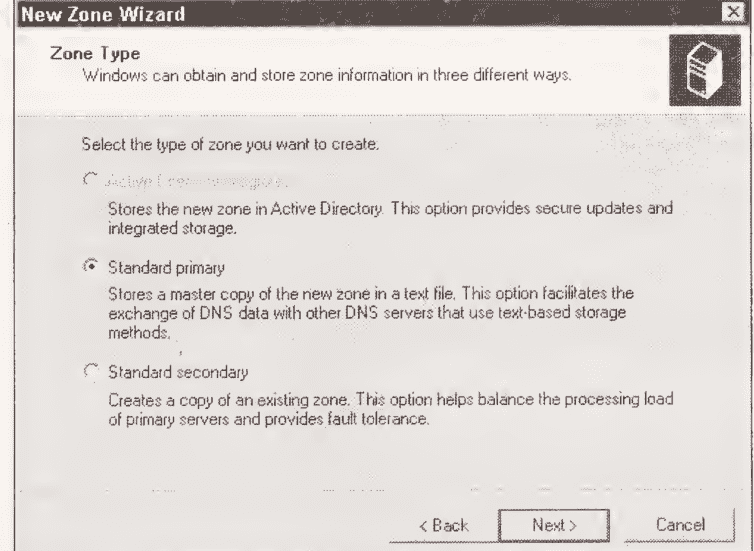 New Zone Wizard
Zone Type
Windows can obtain and store zone information in three different ways.
Select the type of zone you want to create.
Stores the new zone in Active Directory. This option provides secure updates and
integrated storage.
Standard primary
Stores a master copy of the new zone in a text file. This option facilitates the
exchange of DNS data with other DNS servers that use text-based storage
methods.
Standard secondary
Creates a copy of an existing zone. This option helps balance the processing load
of primary servers and provides fault tolerance.
< Back
Next >
Cancel